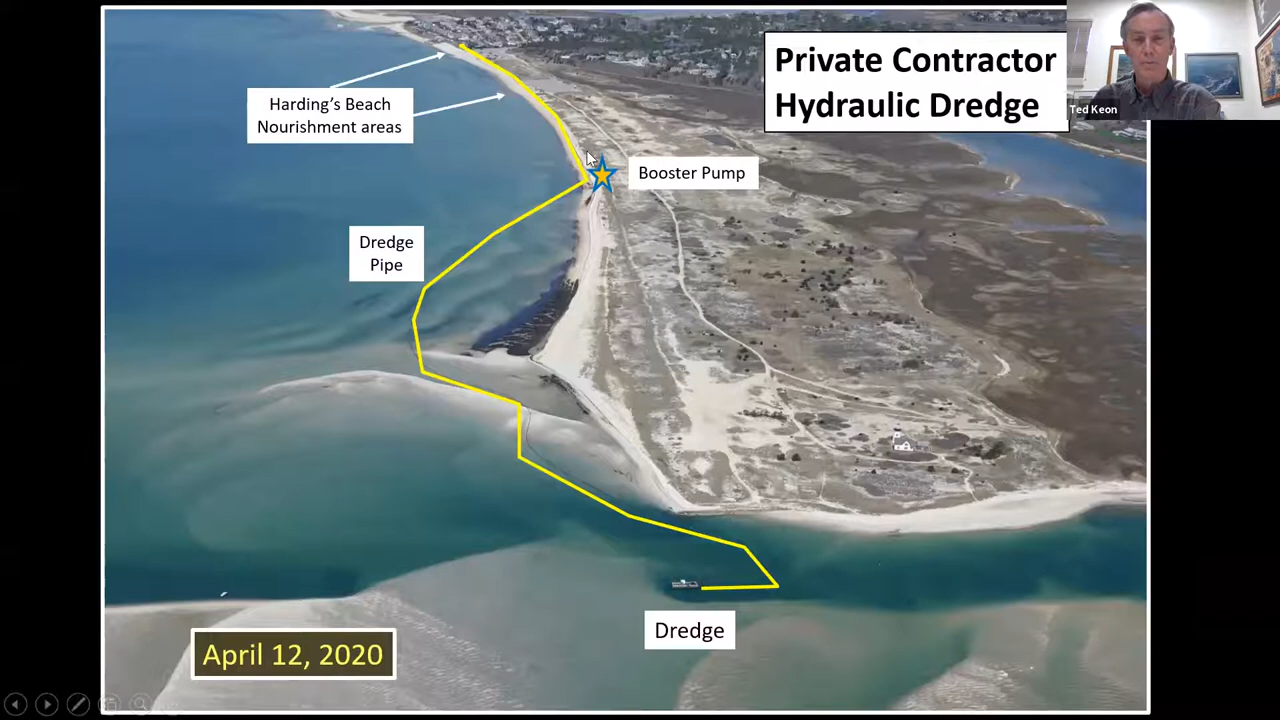 Private Contractor
Hydraulic Dredge
Ted Keon
Harding's Beach
Nourishment areas
Booster Pump
Dredge
Pipe
Dredge
April 12, 2020